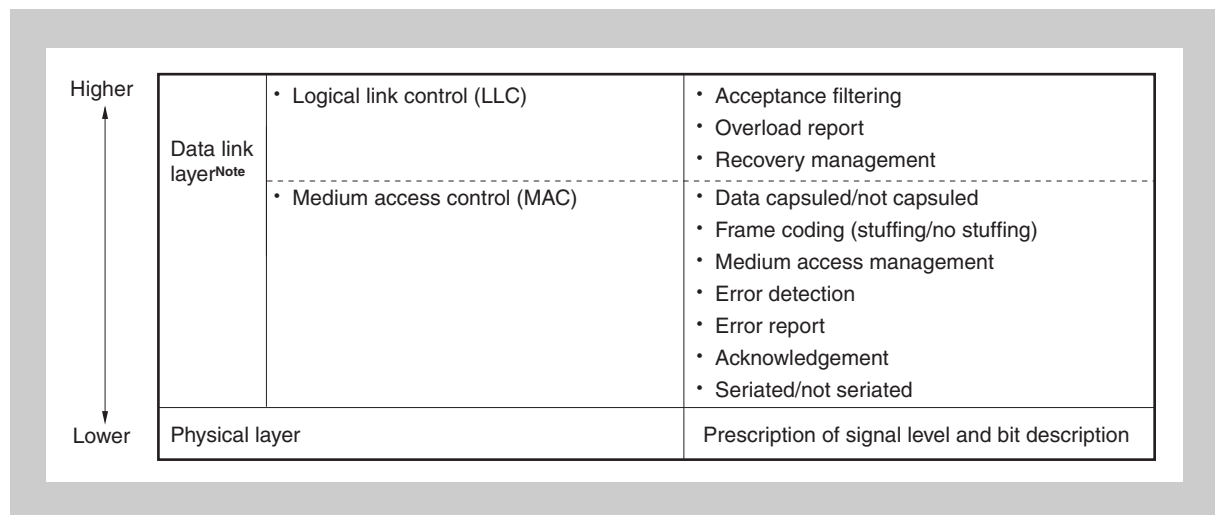 Higher
Data link
layerNote
• Logical link control (LLC)
• Acceptance filtering
• Overload report
• Recovery management
• Medium access control (MAC)
• Data capsuled/not capsuled
• Frame coding (stuffing/no stuffing)
• Medium access management
• Error detection
• Error report
• Acknowledgement
• Seriated/not seriated
Lower
Physical layer
Prescription of signal level and bit description